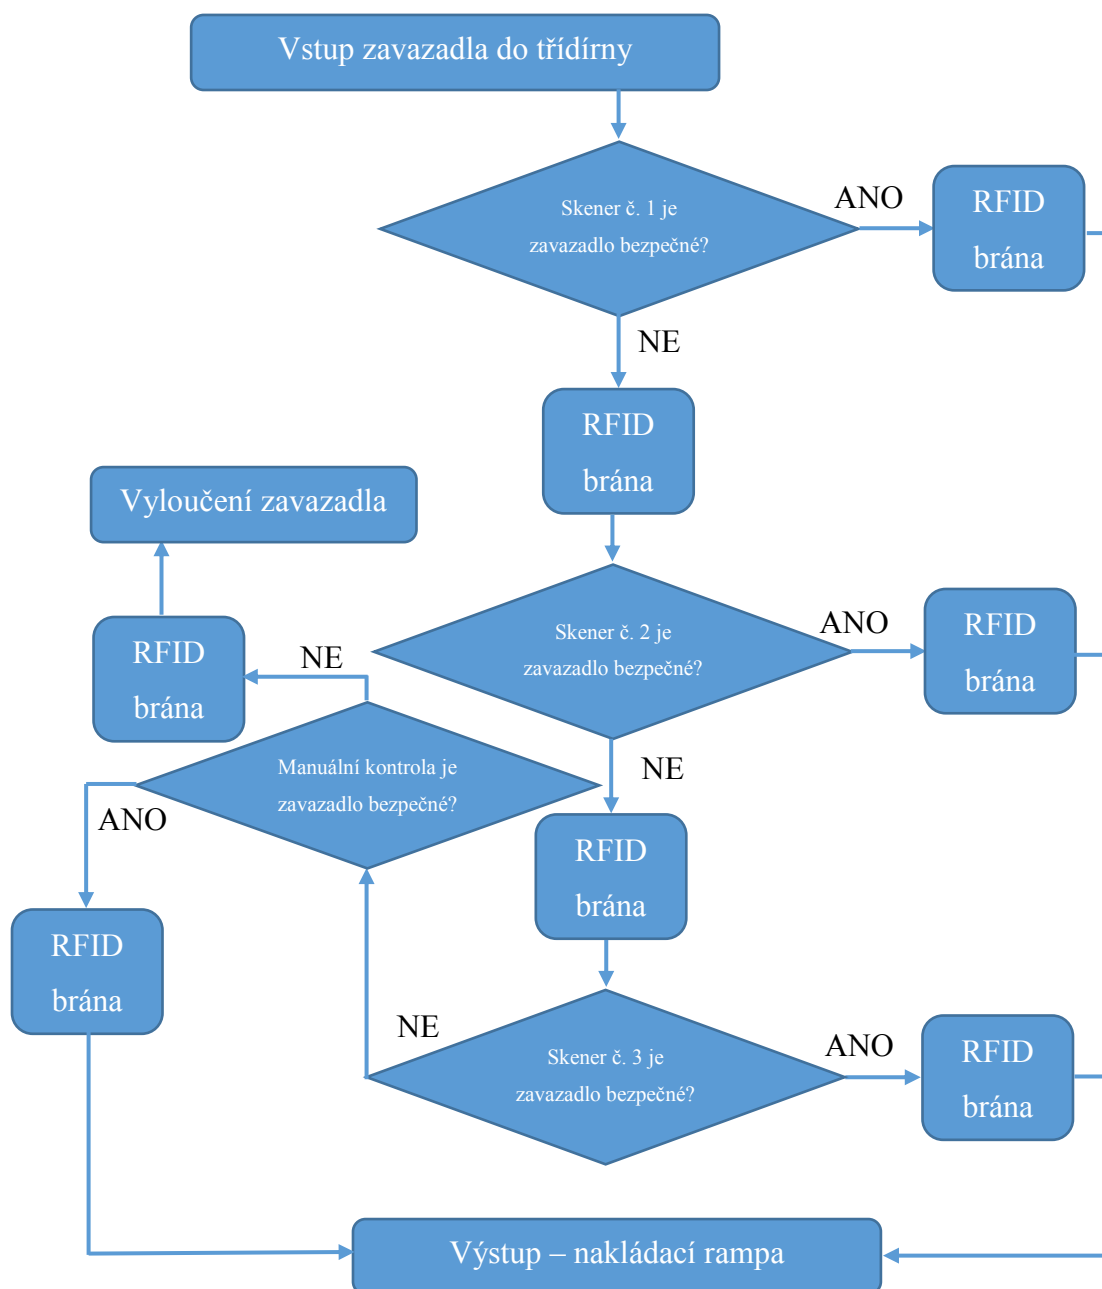 Vstup zavazadla do třídírny
Skener č. 1 je
zavazadlo bezpečné?
ANO
RFID
brána
NE
RFID
brána
Vyloučení zavazadla
Skener č. 2 je
zavazadlo bezpečné?
ANO
RFID
brána
RFID
brána
NE
Manuální kontrola je
zavazadlo bezpečné?
NE
ANO
RFID
brána
RFID
brána
Skener č. 3 je
zavazadlo bezpečné?
NE
ANO
RFID
brána
Výstup – nakládací rampa